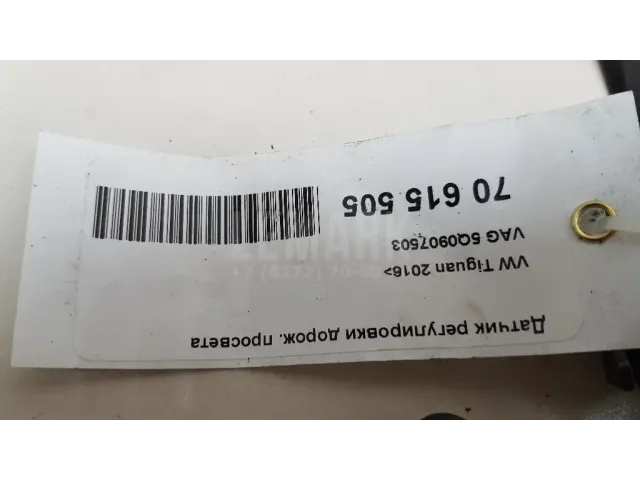 Датчик регулировки дорож. просвета
VW Tiguan 2016>
VAG 5Q0907503
70 615 505